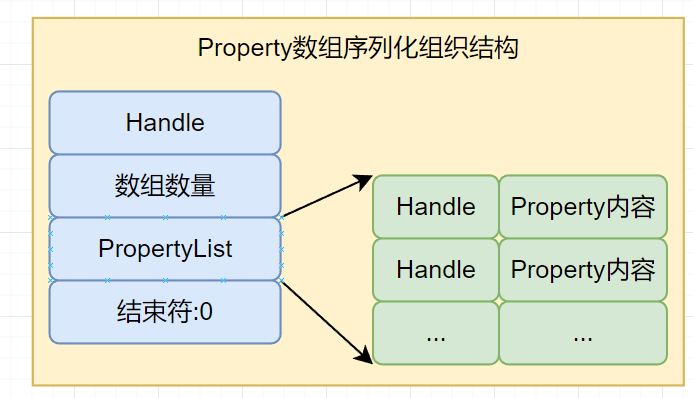 Property数组序列化组织结构
Handle
数组数量
PropertyList
结束符:0
Handle
Property内容
Handle
Property内容
...
...